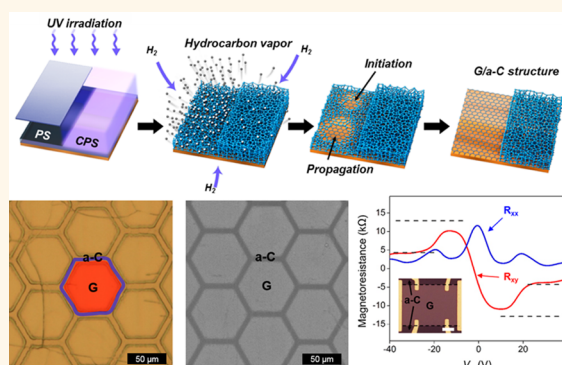 UV irradiation
H2
Hydrocarbon vapor
H2
Initiation
G/a-C structure
PS
CPS
Propagation
H2
a-C
G
50 µm
a-C
G
50 µm
Magnetoresistance (kΩ)
15
10
5
0
-5
-10
-15
Rxx
Rxy
a-C
G
-40
-20
0
20